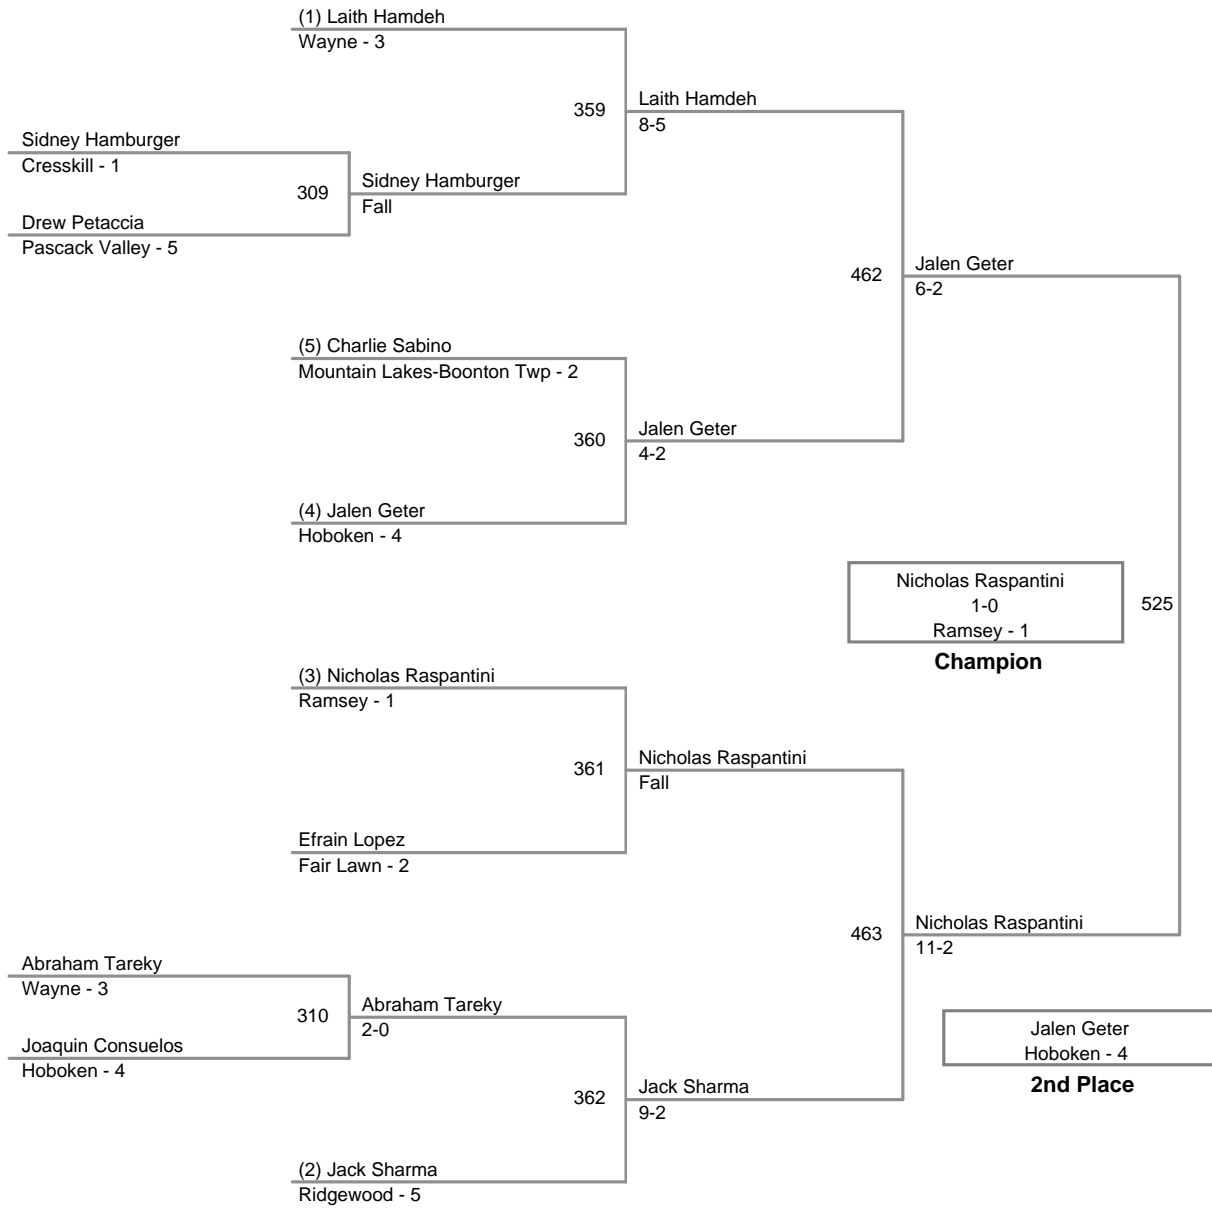 (1) Laith Hamdeh
Wayne - 3
359
Laith Hamdeh
8-5
Sidney Hamburger
Cresskill - 1
309
Sidney Hamburger
Fall
Drew Petaccia
Pascack Valley - 5
462
Jalen Geter
6-2
(5) Charlie Sabino
Mountain Lakes-Boonton Twp - 2
360
Jalen Geter
4-2
(4) Jalen Geter
Hoboken - 4
Nicholas Raspantini
1-0
Ramsey - 1
Champion
525
(3) Nicholas Raspantini
Ramsey - 1
361
Nicholas Raspantini
Fall
Efrain Lopez
Fair Lawn - 2
463
Nicholas Raspantini
11-2
Abraham Tareky
Wayne - 3
310
Abraham Tareky
2-0
Joaquin Consuelos
Hoboken - 4
Jalen Geter
Hoboken - 4
2nd Place
362
Jack Sharma
9-2
(2) Jack Sharma
Ridgewood - 5